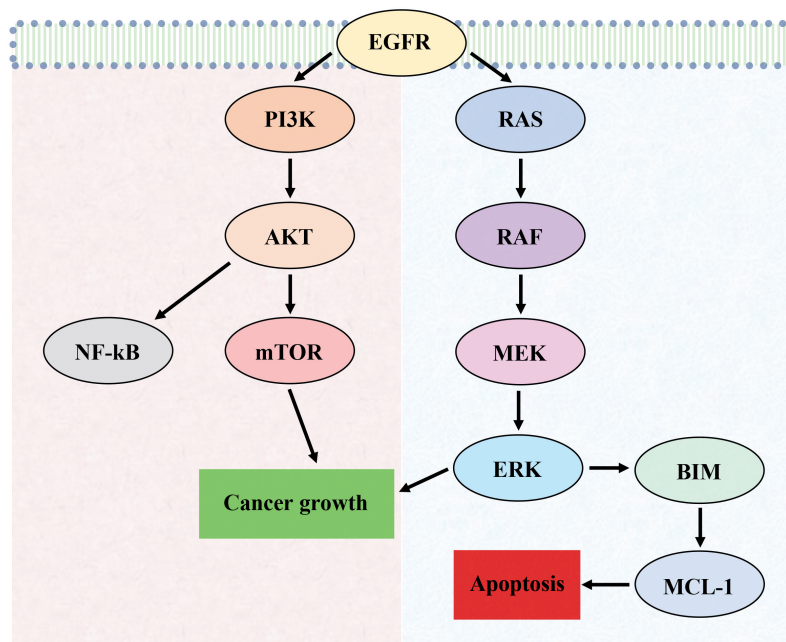 EGFR
PI3K
RAS
AKT
RAF
NF-kB
mTOR
MEK
ERK
BIM
Cancer growth
Apoptosis
MCL-1